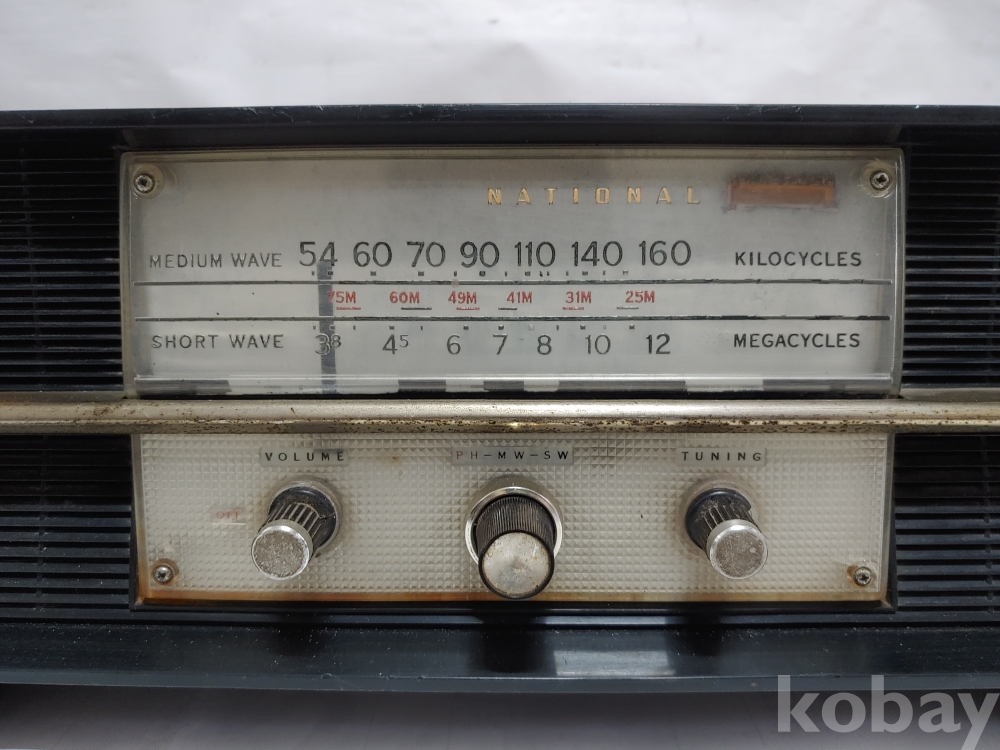 NATIONAL
MEDIUM WAVE 54 60 70 90 110 140 160 KILOCYCLES
75M 60M 49M 41M 31M 25M
SHORT WAVE 3⁸ 4⁵ 6 7 8 10 12 MEGACYCLES
VOLUME PH-MW-SW TUNING
OFF
kobay